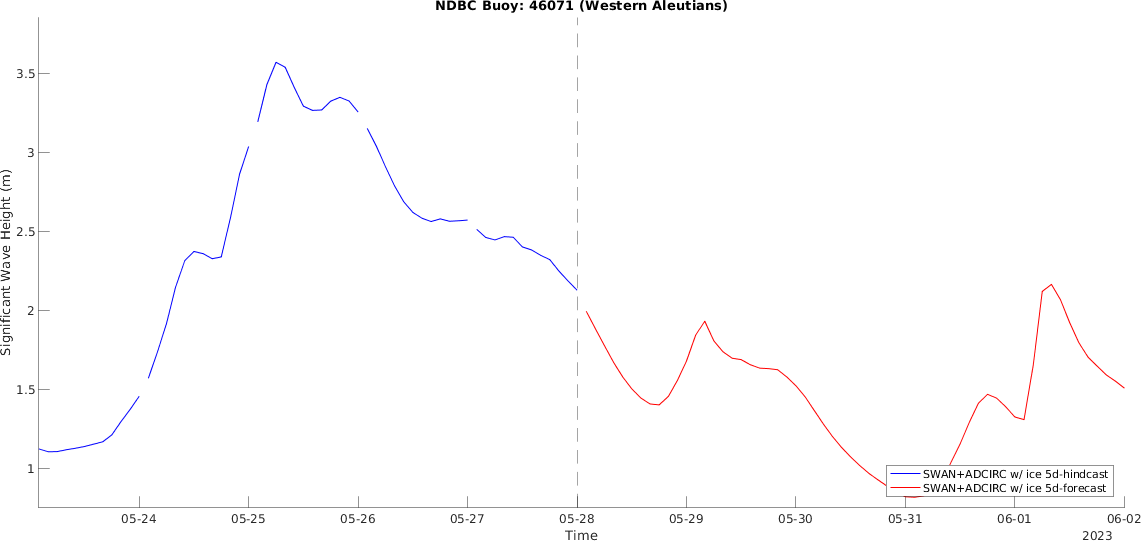 NDBC Buoy: 46071 (Western Aleutians)
Significant Wave Height (m)
3.5
3
2.5
2
1.5
1
SWAN+ADCIRC w/ ice 5d-hindcast
SWAN+ADCIRC w/ ice 5d-forecast
05-24 05-25 05-26 05-27 05-28 05-29 05-30 05-31 06-01 06-02
Time
2023